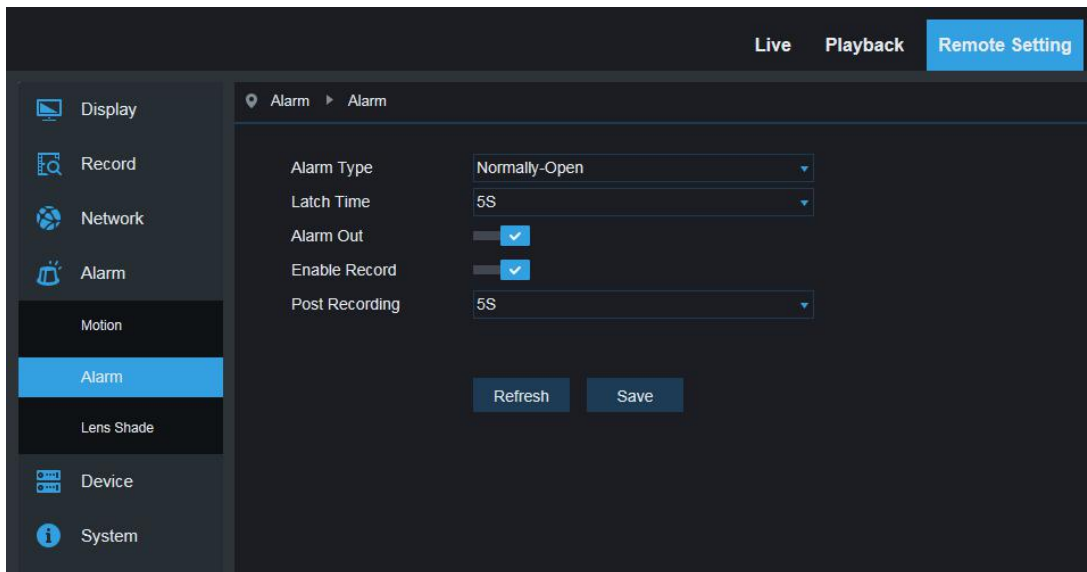 Live Playback Remote Setting
Display
Record
Network
Alarm
Motion
Alarm
Lens Shade
Device
System
Alarm Alarm
Alarm Type Normally-Open
Latch Time 5S
Alarm Out
Enable Record
Post Recording 5S
Refresh Save